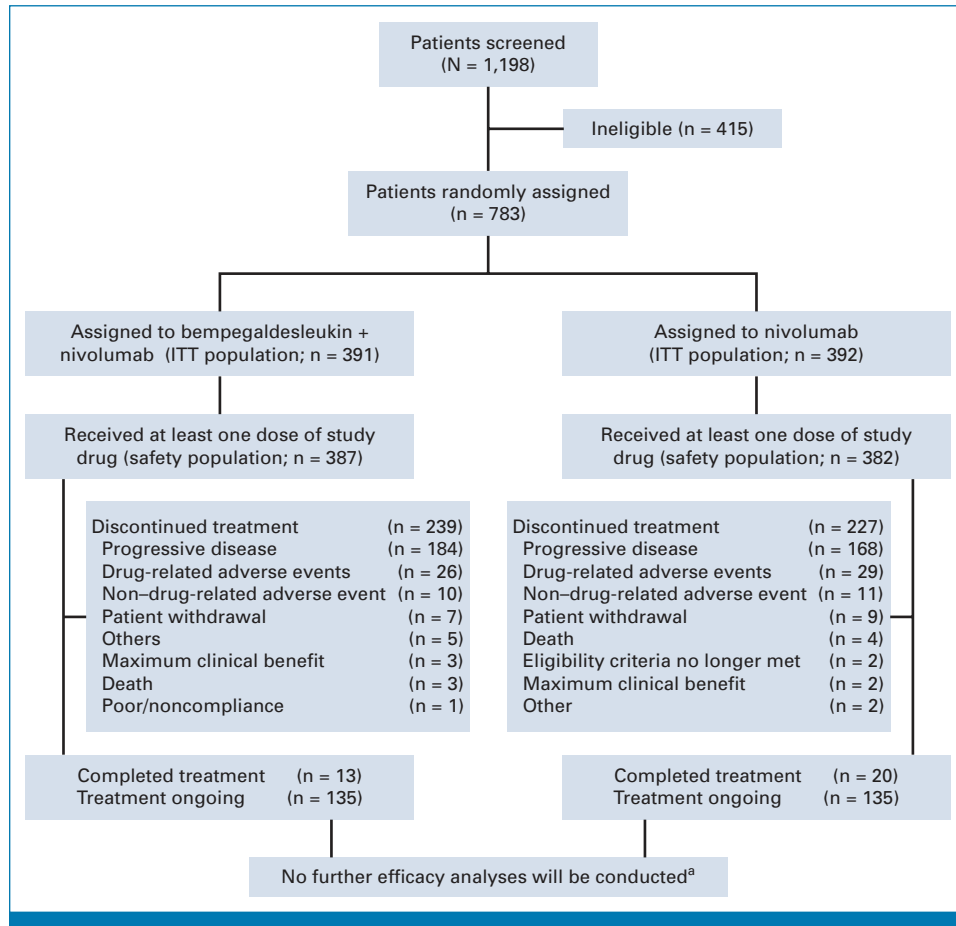 Patients screened
(N = 1,198)
Ineligible (n = 415)
Patients randomly assigned
(n = 783)
Assigned to bempegaldesleukin +
nivolumab (ITT population; n = 391)
Received at least one dose of study
drug (safety population; n = 387)
Discontinued treatment (n = 239)
Progressive disease (n = 184)
Drug-related adverse events (n = 26)
Non–drug-related adverse event (n = 10)
Patient withdrawal (n = 7)
Others (n = 5)
Maximum clinical benefit (n = 3)
Death (n = 3)
Poor/noncompliance (n = 1)
Completed treatment (n = 13)
Treatment ongoing (n = 135)
Assigned to nivolumab
(ITT population; n = 392)
Received at least one dose of study
drug (safety population; n = 382)
Discontinued treatment (n = 227)
Progressive disease (n = 168)
Drug-related adverse events (n = 29)
Non–drug-related adverse event (n = 11)
Patient withdrawal (n = 9)
Death (n = 4)
Eligibility criteria no longer met (n = 2)
Maximum clinical benefit (n = 2)
Other (n = 2)
Completed treatment (n = 20)
Treatment ongoing (n = 135)
No further efficacy analyses will be conductedᵃ